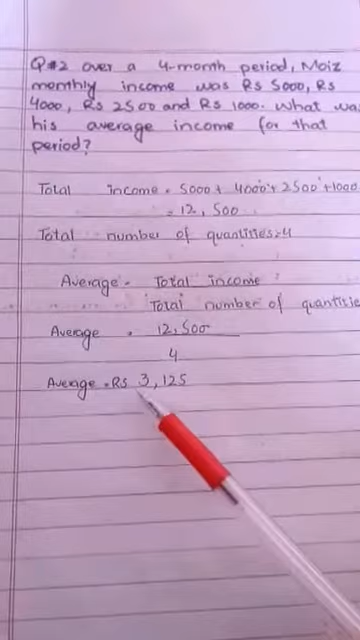 Q#2 over a 4-month period, Moiz
monthly income was Rs 5000, Rs
4000, Rs 2500 and Rs 1000. What wa
his average income for that
period?
Total income = 5000 + 4000 + 2500 + 1000
= 12,500
Total number of quantities = 4
Average = Total income
Total number of quantitie
Average = 12,500
4
Average = RS 3,125